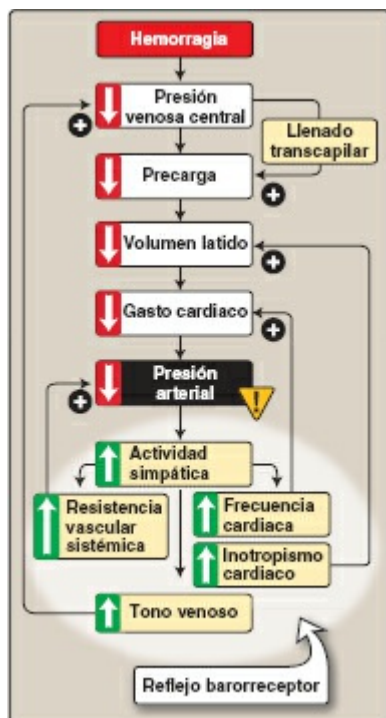 Hemorragia
Presión
venosa central
Llenado
transcapilar
Precarga
Volumen latido
Gasto cardiaco
Presión
arterial
Actividad
simpática
Resistencia
vascular
sistémica
Frecuencia
cardiaca
Inotropismo
cardiaco
Tono venoso
Reflejo barorreceptor